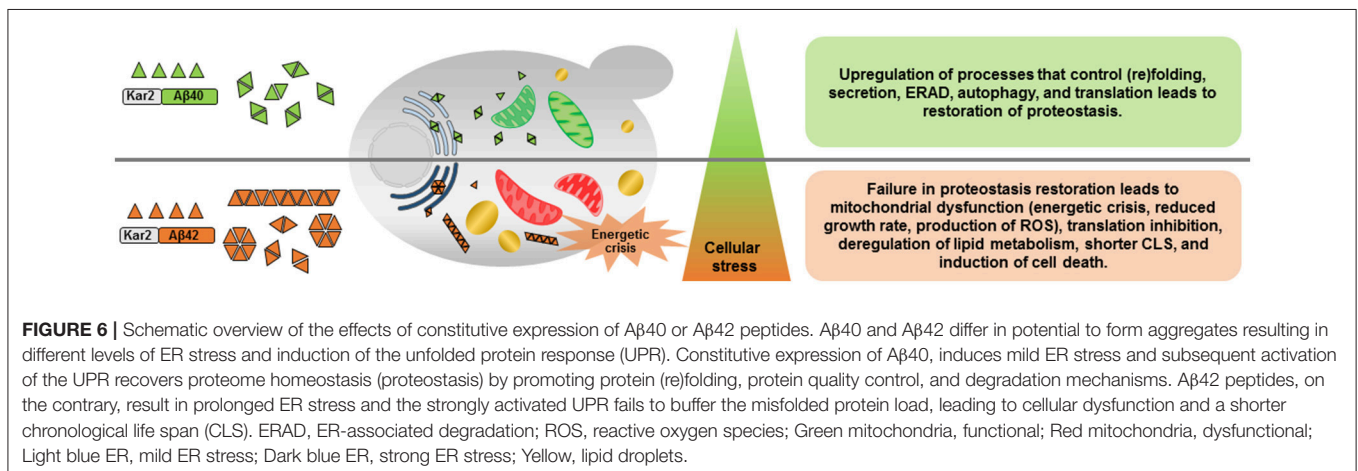 Kar2 Aβ40
Upregulation of processes that control (re)folding,
secretion, ERAD, autophagy, and translation leads to
restoration of proteostasis.
Kar2 Aβ42
Energetic
crisis
Cellular
stress
Failure in proteostasis restoration leads to
mitochondrial dysfunction (energetic crisis, reduced
growth rate, production of ROS), translation inhibition,
deregulation of lipid metabolism, shorter CLS, and
induction of cell death.
FIGURE 6 | Schematic overview of the effects of constitutive expression of Aβ40 or Aβ42 peptides. Aβ40 and Aβ42 differ in potential to form aggregates resulting in
different levels of ER stress and induction of the unfolded protein response (UPR). Constitutive expression of Aβ40, induces mild ER stress and subsequent activation
of the UPR recovers proteome homeostasis (proteostasis) by promoting protein (re)folding, protein quality control, and degradation mechanisms. Aβ42 peptides, on
the contrary, result in prolonged ER stress and the strongly activated UPR fails to buffer the misfolded protein load, leading to cellular dysfunction and a shorter
chronological life span (CLS). ERAD, ER-associated degradation; ROS, reactive oxygen species; Green mitochondria, functional; Red mitochondria, dysfunctional;
Light blue ER, mild ER stress; Dark blue ER, strong ER stress; Yellow, lipid droplets.